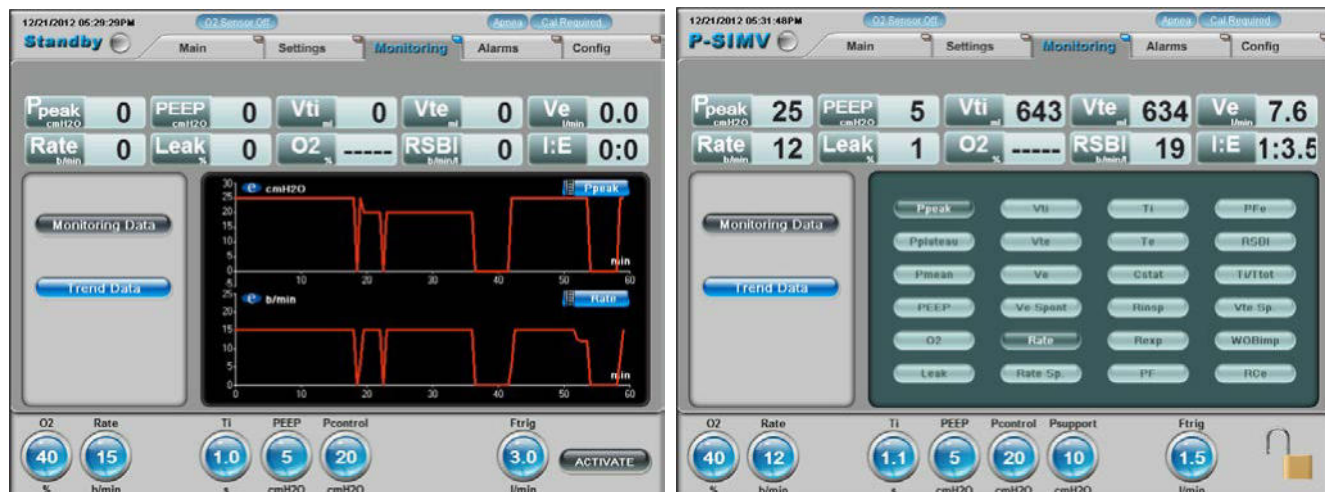 12/21/2012 05:29:29PM O2 Sensor Off Apnea Cal Required
Standby Main Settings Monitoring Alarms Config
Ppeak cmH2O 0 PEEP cmH2O 0 Vti ml 0 Vte ml 0 Ve l/min 0.0
Rate b/min 0 Leak % 0 O2 % ----- RSBI b/min/l 0 I:E 0:0
Monitoring Data
Trend Data
e cmH2O Ppeak
30
25
20
15
10
5
0
-5
min
10 20 30 40 50 60
e b/min Rate
25
20
15
10
5
0
min
0 10 20 30 40 50 60
O2 Rate Ti PEEP Pcontrol Ftrig
40 15 1.0 5 20 3.0 ACTIVATE
% b/min s cmH2O cmH2O l/min
12/21/2012 05:31:48PM O2 Sensor Off Apnea Cal Required
P-SIMV Main Settings Monitoring Alarms Config
Ppeak cmH2O 25 PEEP cmH2O 5 Vti ml 643 Vte ml 634 Ve l/min 7.6
Rate b/min 12 Leak % 1 O2 % ----- RSBI b/min/l 19 I:E 1:3.5
Monitoring Data
Trend Data
Ppeak Vti Ti PFe
Pplateau Vte Te RSBI
Pmean Ve Cstat Ti/Ttot
PEEP Ve Spont Rinsp Vte Sp.
O2 Rate Rexp WOBimp
Leak Rate Sp. PF RCe
O2 Rate Ti PEEP Pcontrol Psupport Ftrig
40 12 1.1 5 20 10 1.5
% b/min s cmH2O cmH2O cmH2O l/min